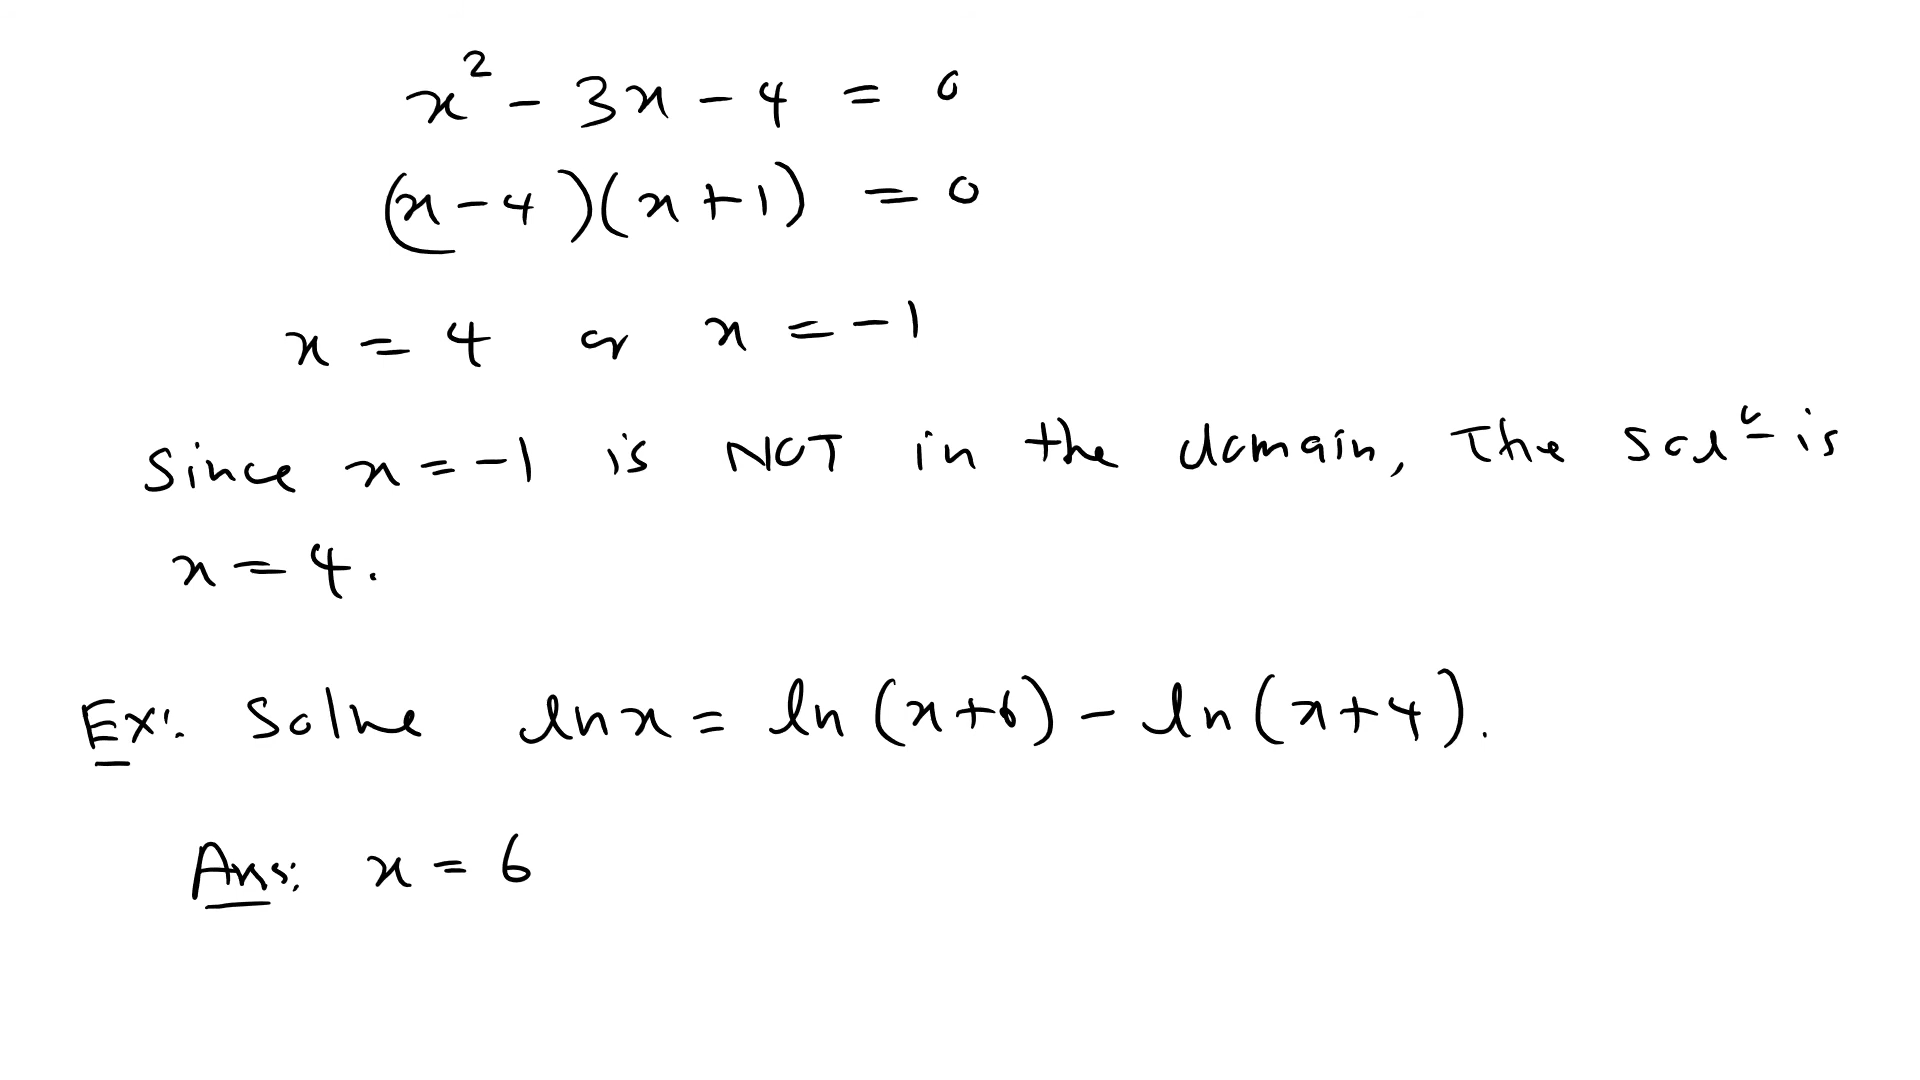 x² - 3x - 4 = 0
(x-4)(x+1) = 0
x = 4 or x = -1
Since x = -1 is NOT in the domain, The solⁿ is
x = 4.
Ex: Solve ln x = ln (x+6) - ln (x+4).
Ans: x = 6